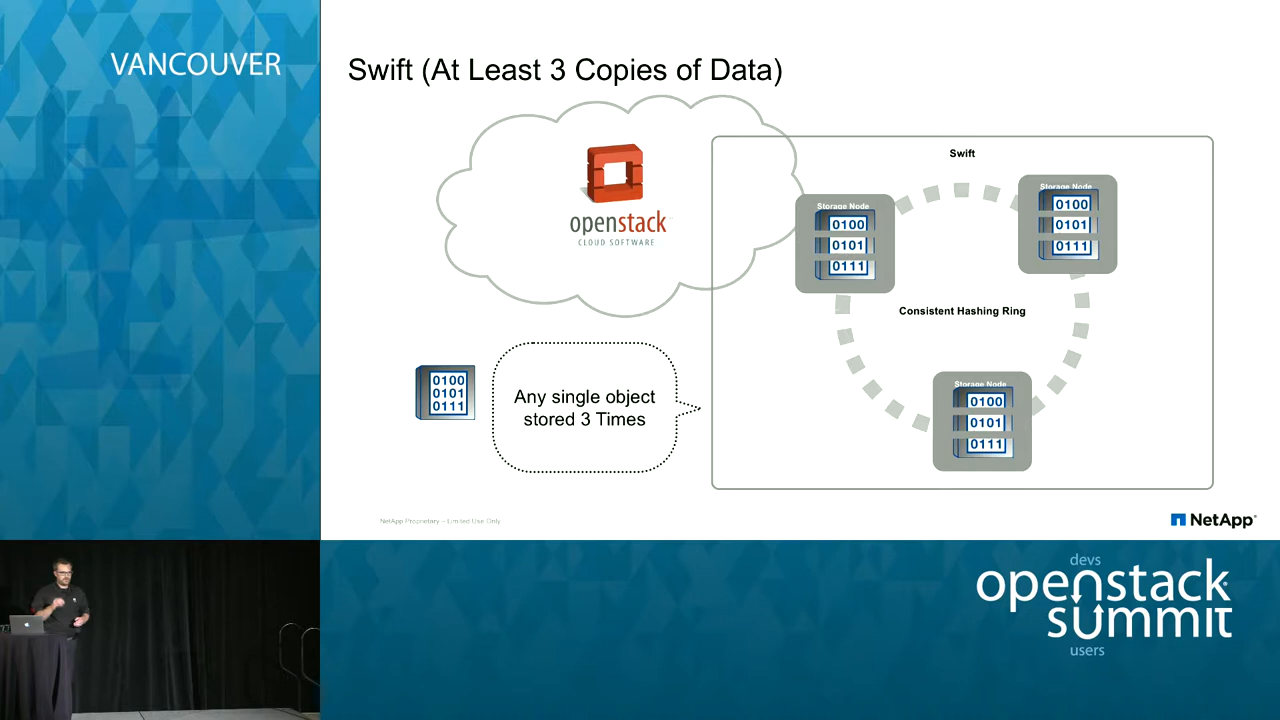 VANCOUVER
Swift (At Least 3 Copies of Data)
openstack
CLOUD SOFTWARE
Swift
Storage Node
0100
0101
0111
Storage Node
0100
0101
0111
Consistent Hashing Ring
0100
0101
0111
Any single object
stored 3 Times
Storage Node
0100
0101
0111
NetApp Proprietary – Limited Use Only
NetApp
devs
openstack
summit
users